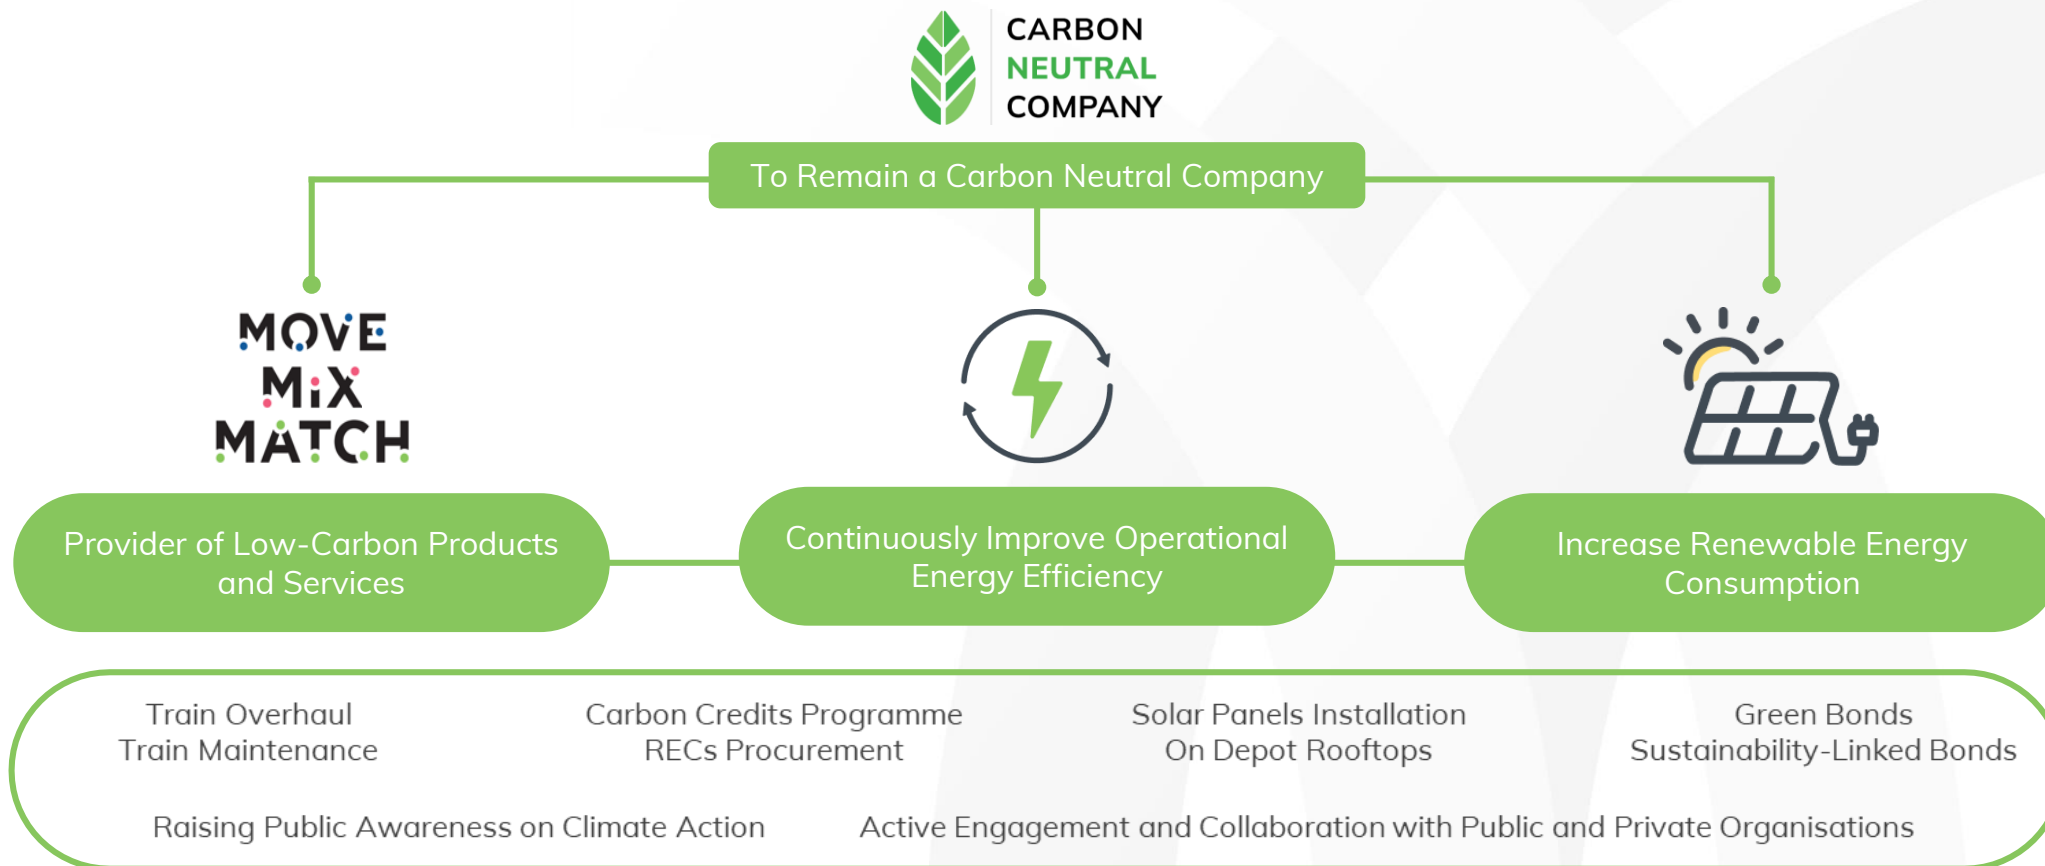 CARBON
NEUTRAL
COMPANY
To Remain a Carbon Neutral Company
MOVE
MiX
MATCH
Provider of Low-Carbon Products
and Services
Continuously Improve Operational
Energy Efficiency
Increase Renewable Energy
Consumption
Train Overhaul
Train Maintenance
Carbon Credits Programme
RECs Procurement
Solar Panels Installation
On Depot Rooftops
Green Bonds
Sustainability-Linked Bonds
Raising Public Awareness on Climate Action
Active Engagement and Collaboration with Public and Private Organisations